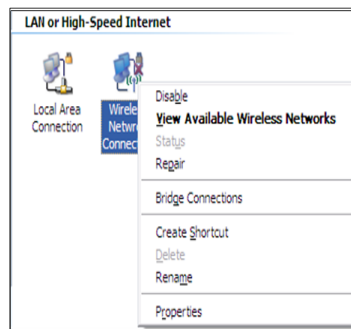 LAN or High-Speed Internet
Local Area
Connection
Disable
View Available Wireless Networks
Status
Repair
Bridge Connections
Create Shortcut
Delete
Rename
Properties